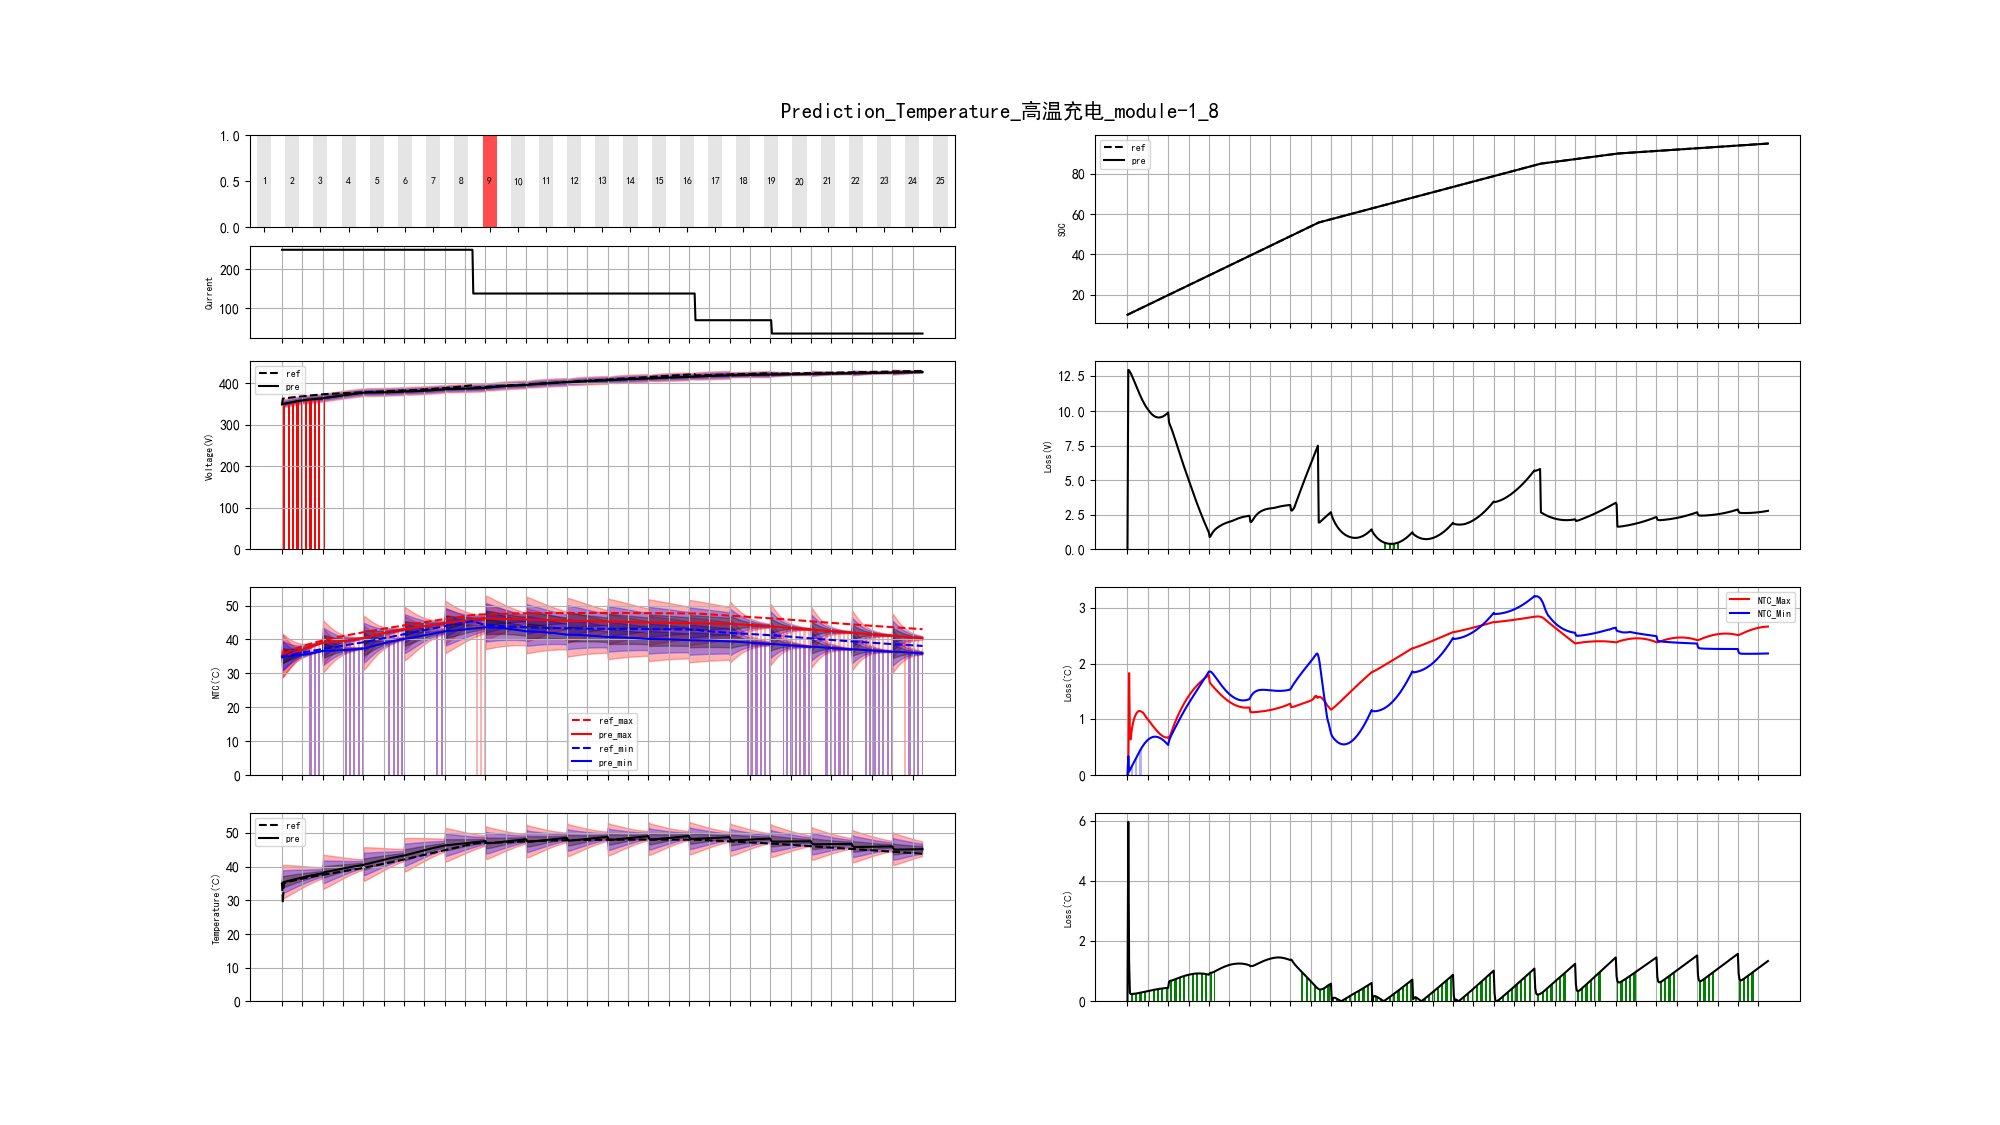 Prediction_Temperature_高温充电_module-1_8
1.0
0.5
0.0
1 2 3 4 5 6 7 8 9 10 11 12 13 14 15 16 17 18 19 20 21 22 23 24 25
Current
200
100
Voltage(V)
400
300
200
100
0
ref
pre
NTC(℃)
50
40
30
20
10
0
ref_max
pre_max
ref_min
pre_min
Temperature(℃)
50
40
30
20
10
0
ref
pre
SOC
80
60
40
20
ref
pre
Loss(V)
12.5
10.0
7.5
5.0
2.5
0.0
Loss(℃)
3
2
1
0
NTC_Max
NTC_Min
Loss(℃)
6
4
2
0